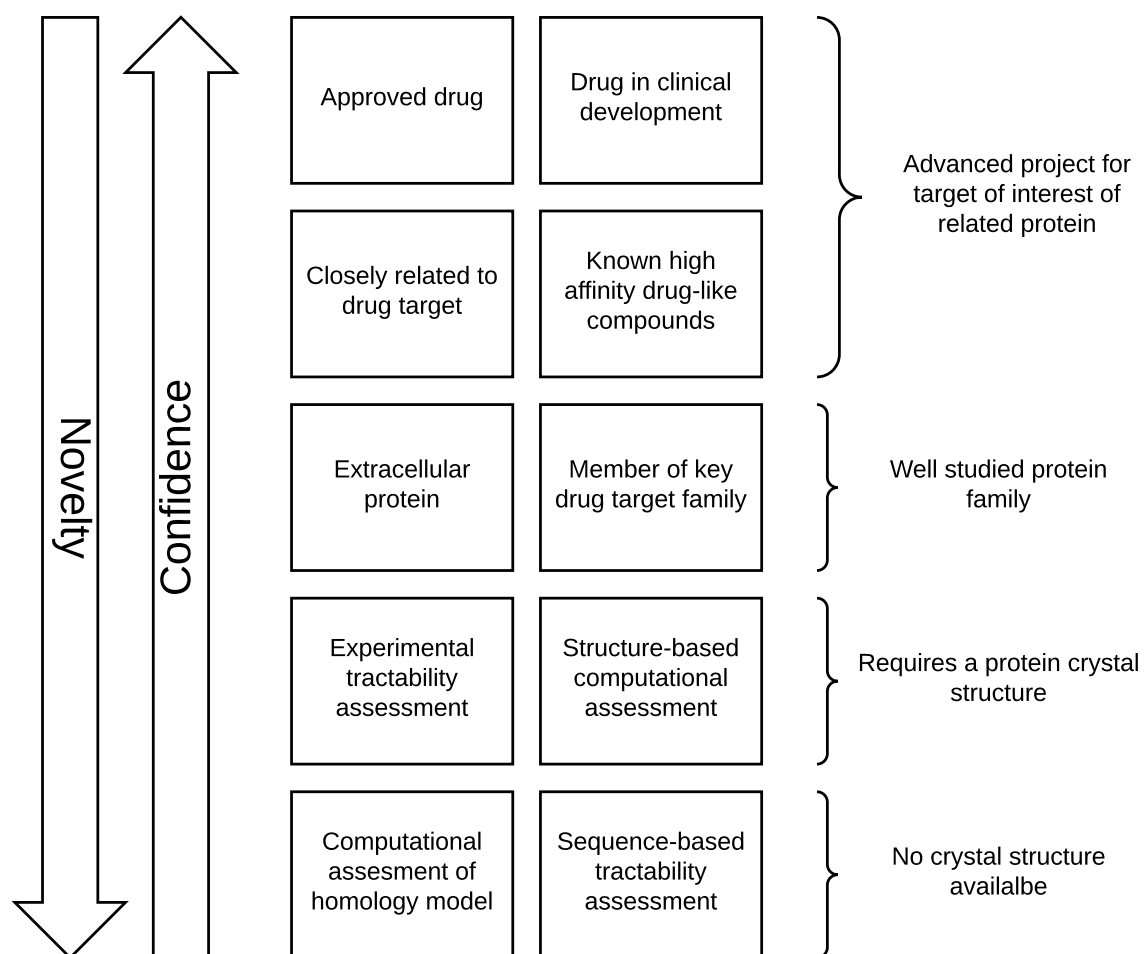 Novelty
Confidence
Approved drug
Drug in clinical
development
Closely related to
drug target
Known high
affinity drug-like
compounds
Advanced project for
target of interest of
related protein
Extracellular
protein
Member of key
drug target family
Well studied protein
family
Experimental
tractability
assessment
Structure-based
computational
assessment
Requires a protein crystal
structure
Computational
assesment of
homology model
Sequence-based
tractability
assessment
No crystal structure
availalbe